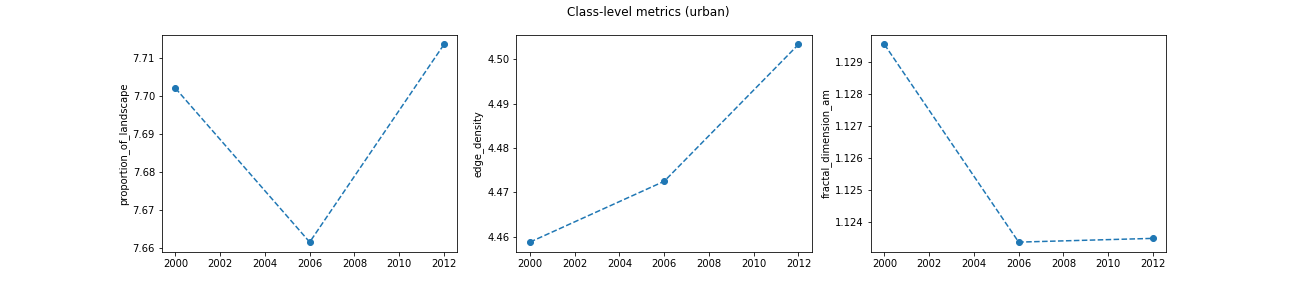 Class-level metrics (urban)
proportion_of_landscape
7.71
7.70
7.69
7.68
7.67
7.66
2000 2002 2004 2006 2008 2010 2012
edge_density
4.50
4.49
4.48
4.47
4.46
2000 2002 2004 2006 2008 2010 2012
fractal_dimension_am
1.129
1.128
1.127
1.126
1.125
1.124
2000 2002 2004 2006 2008 2010 2012